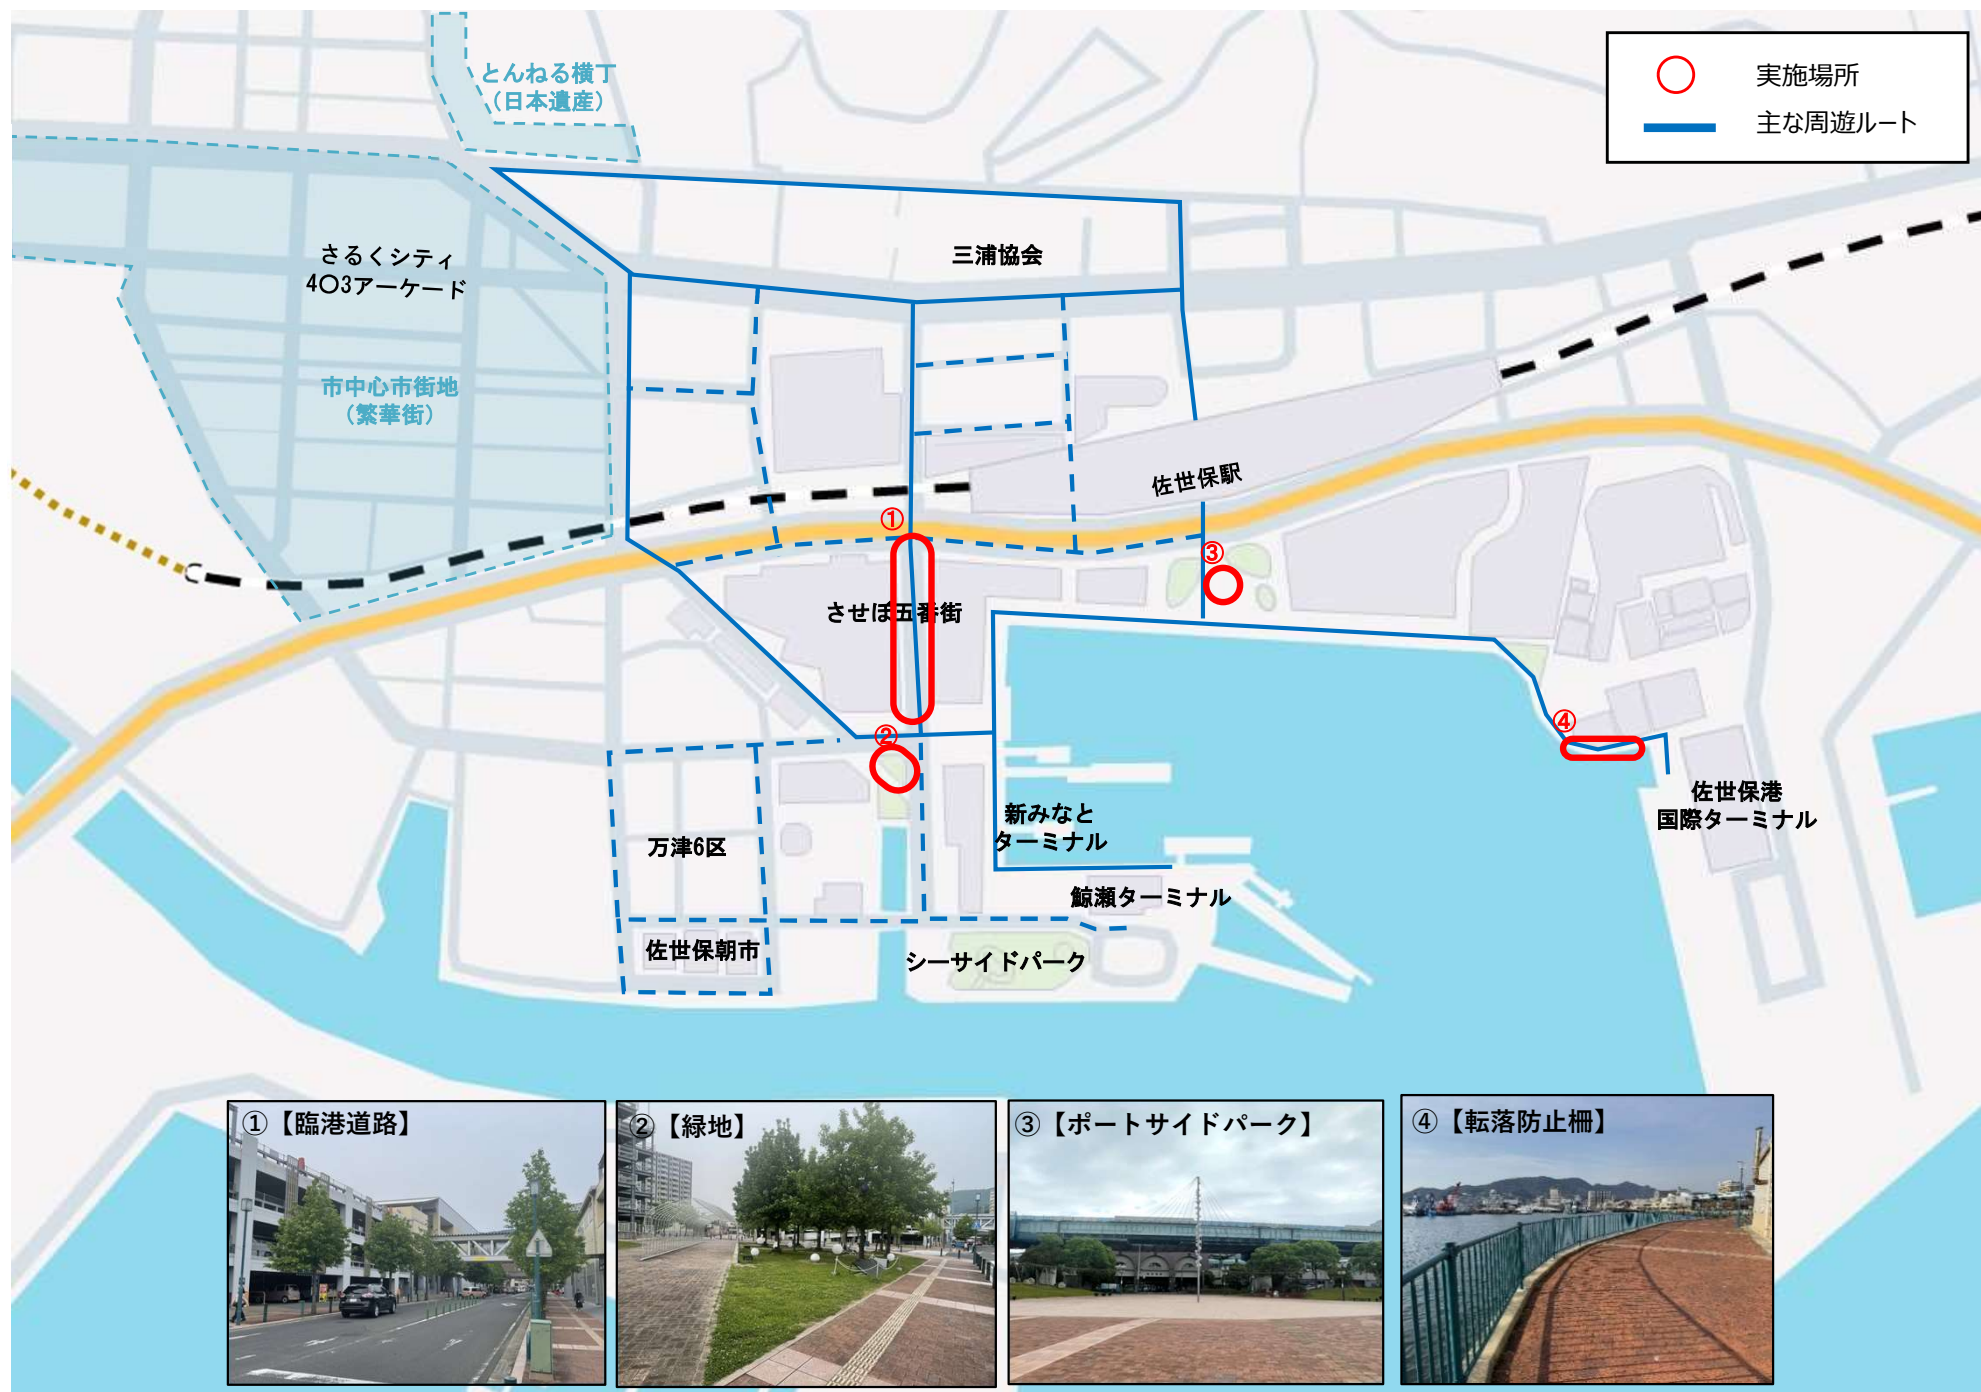 とんねる横丁
（日本遺産）
実施場所
主な周遊ルート
さるくシティ
4〇3アーケード
三浦協会
市中心市街地
（繁華街）
佐世保駅
①
③
させぼ五番街
②
④
新みなと
ターミナル
佐世保港
国際ターミナル
万津6区
鯨瀬ターミナル
佐世保朝市
シーサイドパーク
①【臨港道路】
②【緑地】
③【ポートサイドパーク】
④【転落防止柵】